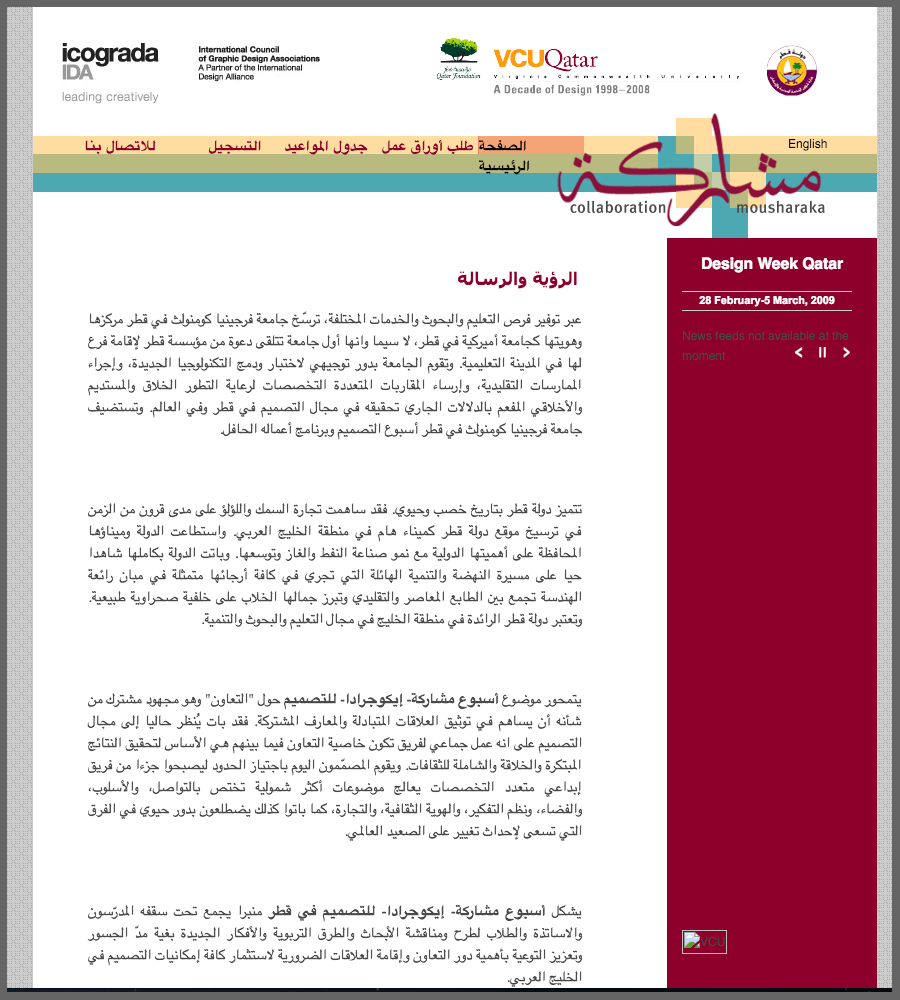 icograda
IDA
leading creatively
International Council
of Graphic Design Associations
A Partner of the International
Design Alliance
Qatar Foundation
VCUQatar
Virginia Commonwealth University
A Decade of Design 1998–2008
الصفحة الرئيسية
طلب أوراق عمل
جدول المواعيد
التسجيل
للاتصال بنا
English
مشاركة
collaboration
mousharaka
Design Week Qatar
28 February-5 March, 2009
News feeds not available at the
moment
VCU
الرؤية والرسالة
عبر توفير فرص التعليم والبحوث والخدمات المختلفة، ترسّخ جامعة فرجينيا كومنولث في قطر مركزها
وهويتها كجامعة أميركية في قطر، لا سيما وانها أول جامعة تتلقى دعوة من مؤسسة قطر لإقامة فرع
لها في المدينة التعليمية. وتقوم الجامعة بدور توجيهي لاختبار ودمج التكنولوجيا الجديدة، وإجراء
الممارسات التقليدية، وإرساء المقاربات المتعددة التخصصات لرعاية التطور الخلاق والمستديم
والأخلاقي المفعم بالدلالات الجاري تحقيقه في مجال التصميم في قطر وفي العالم. وتستضيف
جامعة فرجينيا كومنولث في قطر أسبوع التصميم وبرنامج أعماله الحافل.
تتميز دولة قطر بتاريخ خصب وحيوي. فقد ساهمت تجارة السمك واللؤلؤ على مدى قرون من الزمن
في ترسيخ موقع دولة قطر كميناء هام في منطقة الخليج العربي. واستطاعت الدولة وميناؤها
المحافظة على أهميتها الدولية مع نمو صناعة النفط والغاز وتوسعها. وباتت الدولة بكاملها شاهدا
حيا على مسيرة النهضة والتنمية الهائلة التي تجري في كافة أرجائها متمثلة في مبان رائعة
الهندسة تجمع بين الطابع المعاصر والتقليدي وتبرز جمالها الخلاب على خلفية صحراوية طبيعية.
وتعتبر دولة قطر الرائدة في منطقة الخليج في مجال التعليم والبحوث والتنمية.
يتمحور موضوع أسبوع مشاركة- إيكوجرادا- للتصميم حول "التعاون" وهو مجهود مشترك من
شأنه أن يساهم في توثيق العلاقات المتبادلة والمعارف المشتركة. فقد بات يُنظر حاليا إلى مجال
التصميم على انه عمل جماعي لفريق تكون خاصية التعاون فيما بينهم هي الأساس لتحقيق النتائج
المبتكرة والخلاقة والشاملة للثقافات. ويقوم المصمّمون اليوم باجتياز الحدود ليصبحوا جزءا من فريق
إبداعي متعدد التخصصات يعالج موضوعات أكثر شمولية تختص بالتواصل، والأسلوب،
والفضاء، ونظم التفكير، والهوية الثقافية، والتجارة، كما باتوا كذلك يضطلعون بدور حيوي في الفرق
التي تسعى لإحداث تغيير على الصعيد العالمي.
يشكل أسبوع مشاركة- إيكوجرادا- للتصميم في قطر منبرا يجمع تحت سقفه المدرّسون
والاساتذة والطلاب لطرح ومناقشة الأبحاث والطرق التربوية والأفكار الجديدة بغية مدّ الجسور
وتعزيز التوعية بأهمية دور التعاون وإقامة العلاقات الضرورية لاستثمار كافة إمكانيات التصميم في
الخليج العربي.